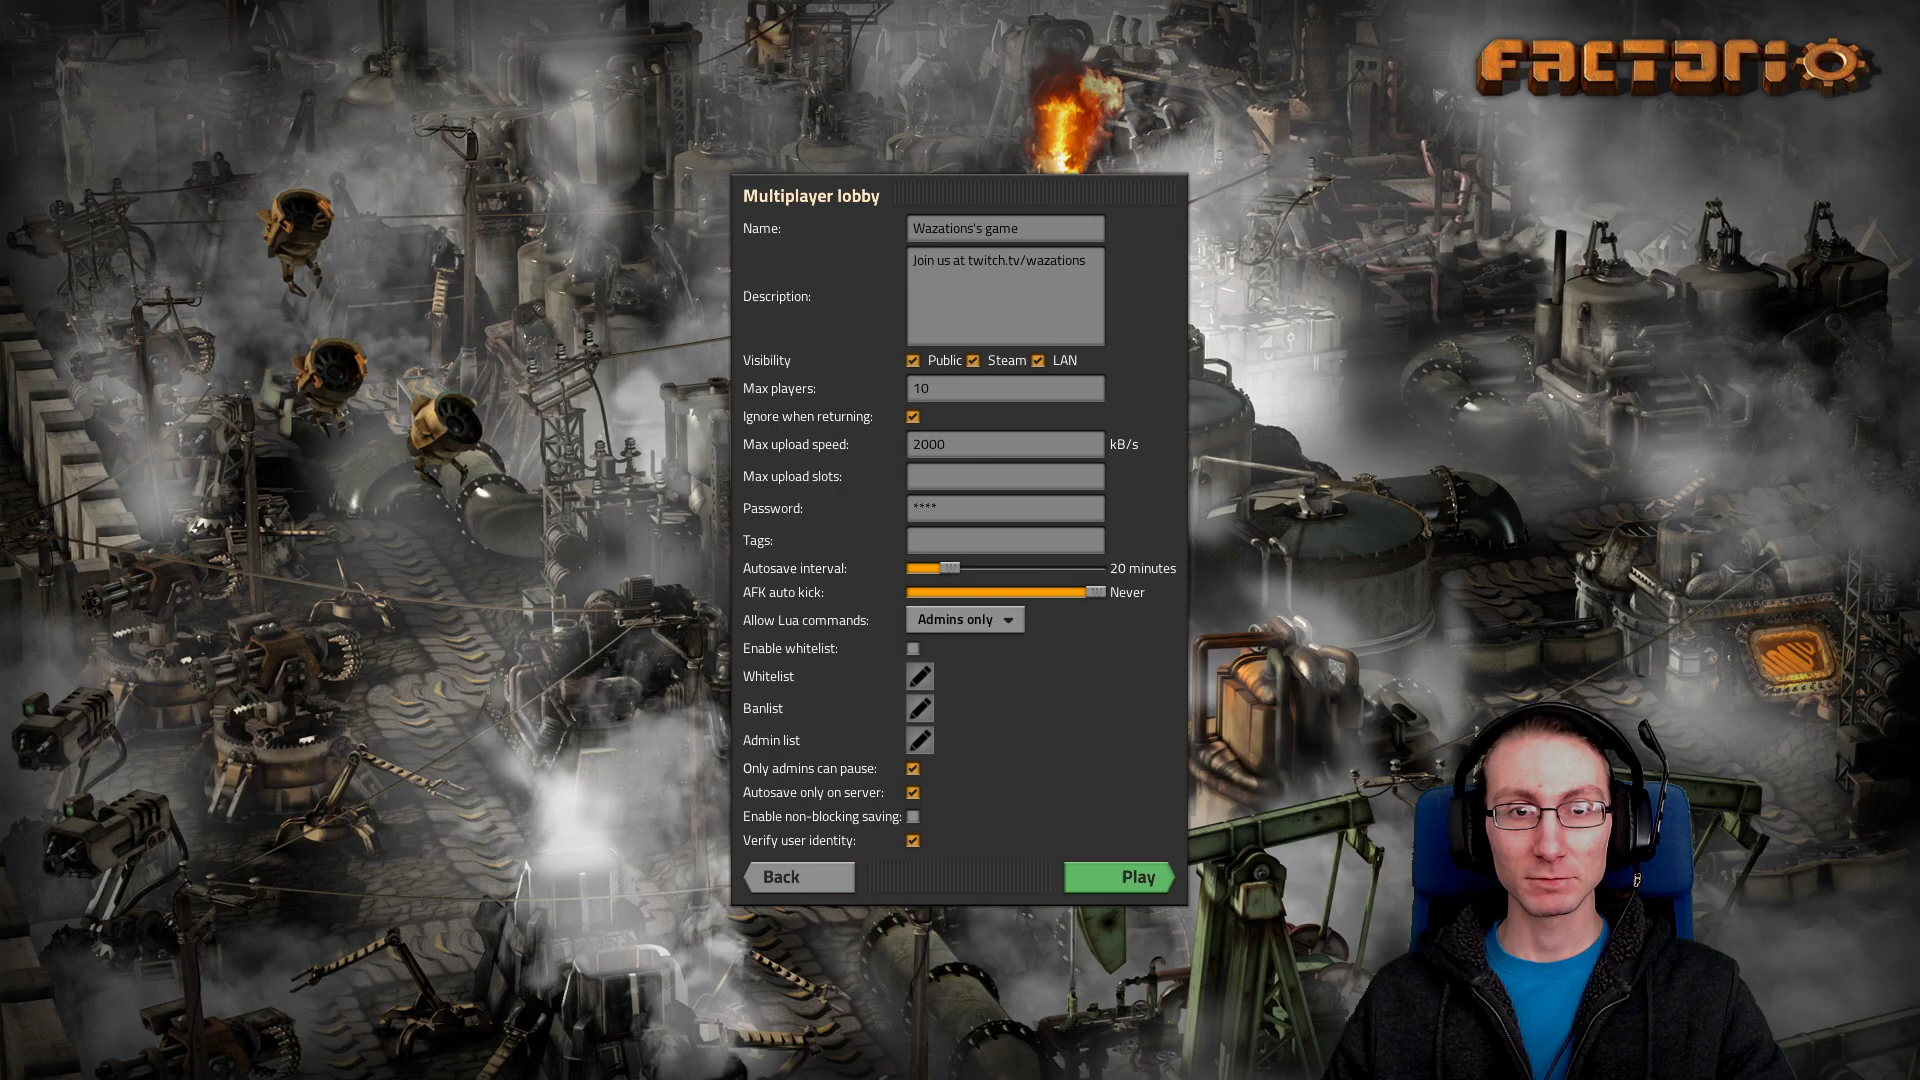 FACTORIO
Multiplayer lobby
Name: Wazations's game
Description: Join us at twitch.tv/wazations
Visibility Public Steam LAN
Max players: 10
Ignore when returning:
Max upload speed: 2000 kB/s
Max upload slots:
Password: ****
Tags:
Autosave interval: 20 minutes
AFK auto kick: Never
Allow Lua commands: Admins only
Enable whitelist:
Whitelist
Banlist
Admin list
Only admins can pause:
Autosave only on server:
Enable non-blocking saving:
Verify user identity:
Back Play